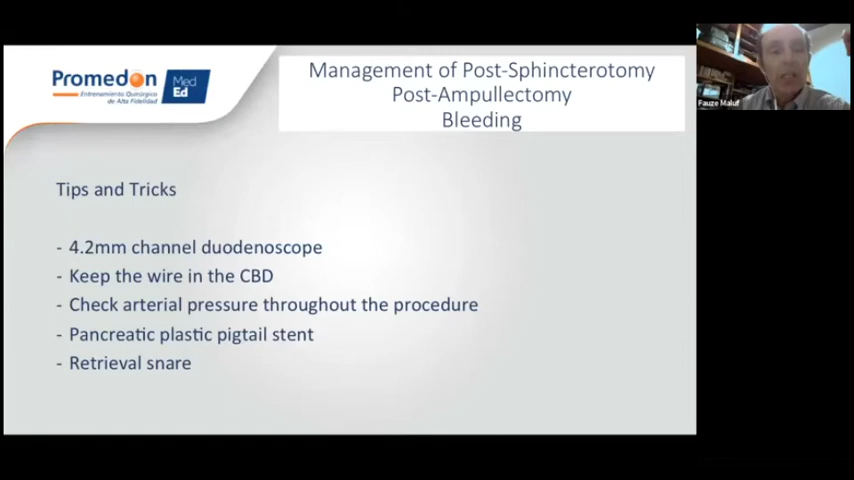 Promedon
Entrenamiento Quirúrgico
de Alta Fidelidad
Med
Ed
Management of Post-Sphincterotomy
Post-Ampullectomy
Bleeding
Fauze Maluf
Tips and Tricks
- 4.2mm channel duodenoscope
- Keep the wire in the CBD
- Check arterial pressure throughout the procedure
- Pancreatic plastic pigtail stent
- Retrieval snare